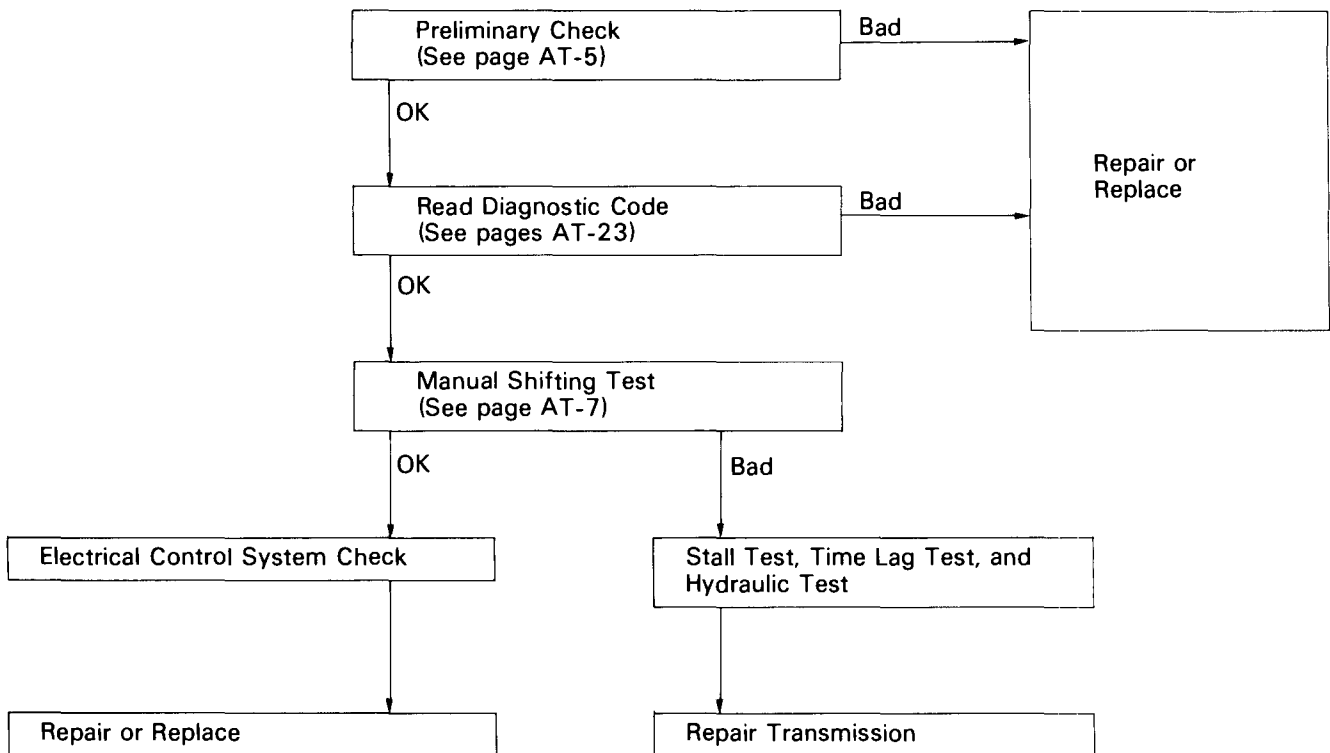 Preliminary Check
(See page AT-5)
Bad
OK
Repair or
Replace
Read Diagnostic Code
(See pages AT-23)
Bad
OK
Manual Shifting Test
(See page AT-7)
OK
Bad
Electrical Control System Check
Stall Test, Time Lag Test, and
Hydraulic Test
Repair or Replace
Repair Transmission